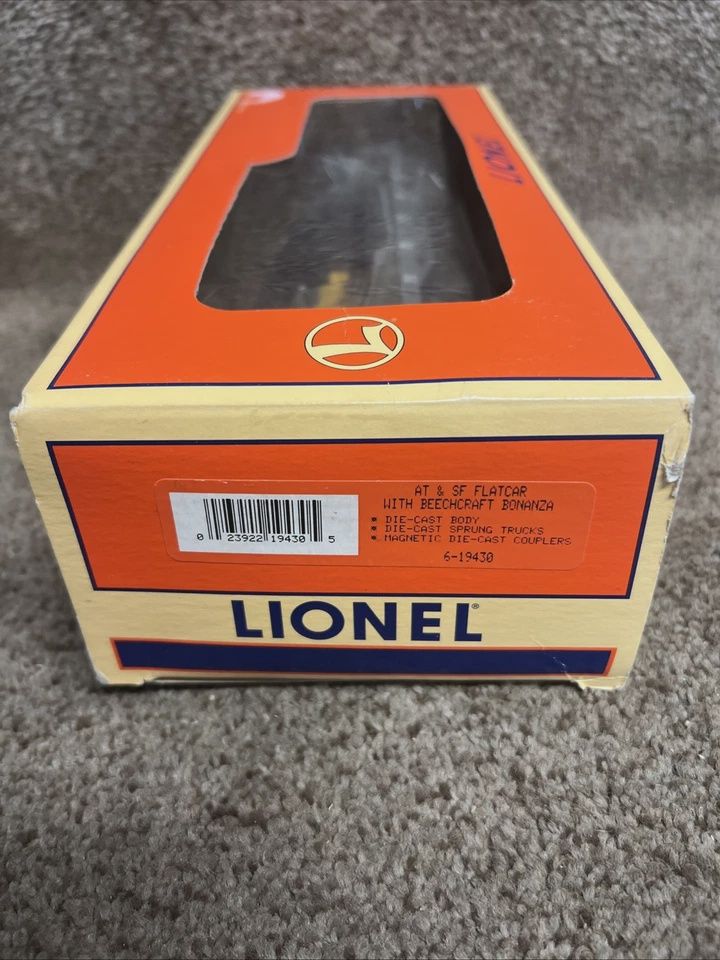 LIONEL
L
AT & SF FLATCAR
WITH BEECHCRAFT BONANZA
* DIE-CAST BODY
* DIE-CAST SPRUNG TRUCKS
* MAGNETIC DIE-CAST COUPLERS
6-19430
0 23922 19430 5
LIONEL®